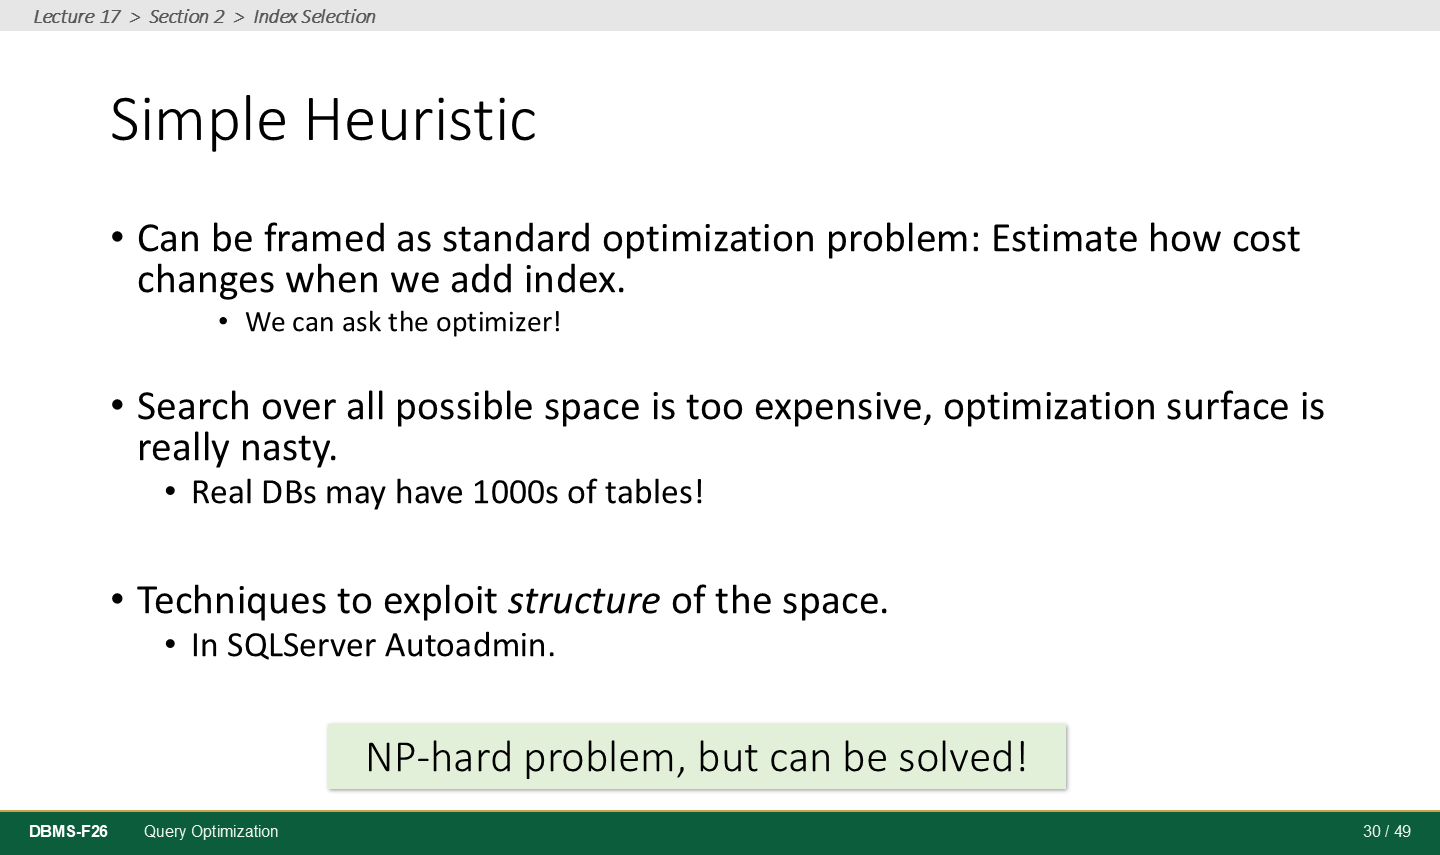 Lecture 17 > Section 2 > Index Selection
Simple Heuristic
• Can be framed as standard optimization problem: Estimate how cost
changes when we add index.
• We can ask the optimizer!
• Search over all possible space is too expensive, optimization surface is
really nasty.
• Real DBs may have 1000s of tables!
• Techniques to exploit structure of the space.
• In SQLServer Autoadmin.
NP-hard problem, but can be solved!
DBMS-F26 Query Optimization 30 / 49